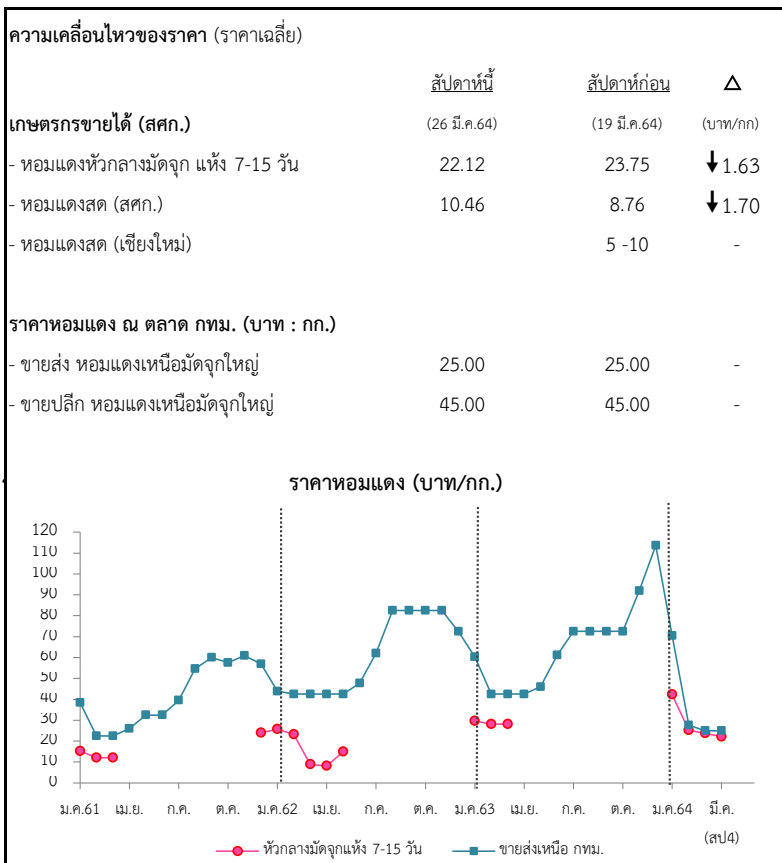 ความเคลื่อนไหวของราคา (ราคาเฉลี่ย)
สัปดาห์นี้ สัปดาห์ก่อน △
เกษตรกรขายได้ (สศก.) (26 มี.ค.64) (19 มี.ค.64) (บาท/กก)
- หอมแดงหัวกลางมัดจุก แห้ง 7-15 วัน 22.12 23.75 ↓1.63
- หอมแดงสด (สศก.) 10.46 8.76 ↓1.70
- หอมแดงสด (เชียงใหม่) 5 -10 -
ราคาหอมแดง ณ ตลาด กทม. (บาท : กก.)
- ขายส่ง หอมแดงเหนือมัดจุกใหญ่ 25.00 25.00 -
- ขายปลีก หอมแดงเหนือมัดจุกใหญ่ 45.00 45.00 -
ราคาหอมแดง (บาท/กก.)
120
110
100
90
80
70
60
50
40
30
20
10
0
ม.ค.61 เม.ย. ก.ค. ต.ค. ม.ค.62 เม.ย. ก.ค. ต.ค. ม.ค.63 เม.ย. ก.ค. ต.ค. ม.ค.64 มี.ค.
(สป4)
หัวกลางมัดจุกแห้ง 7-15 วัน ขายส่งเหนือ กทม.